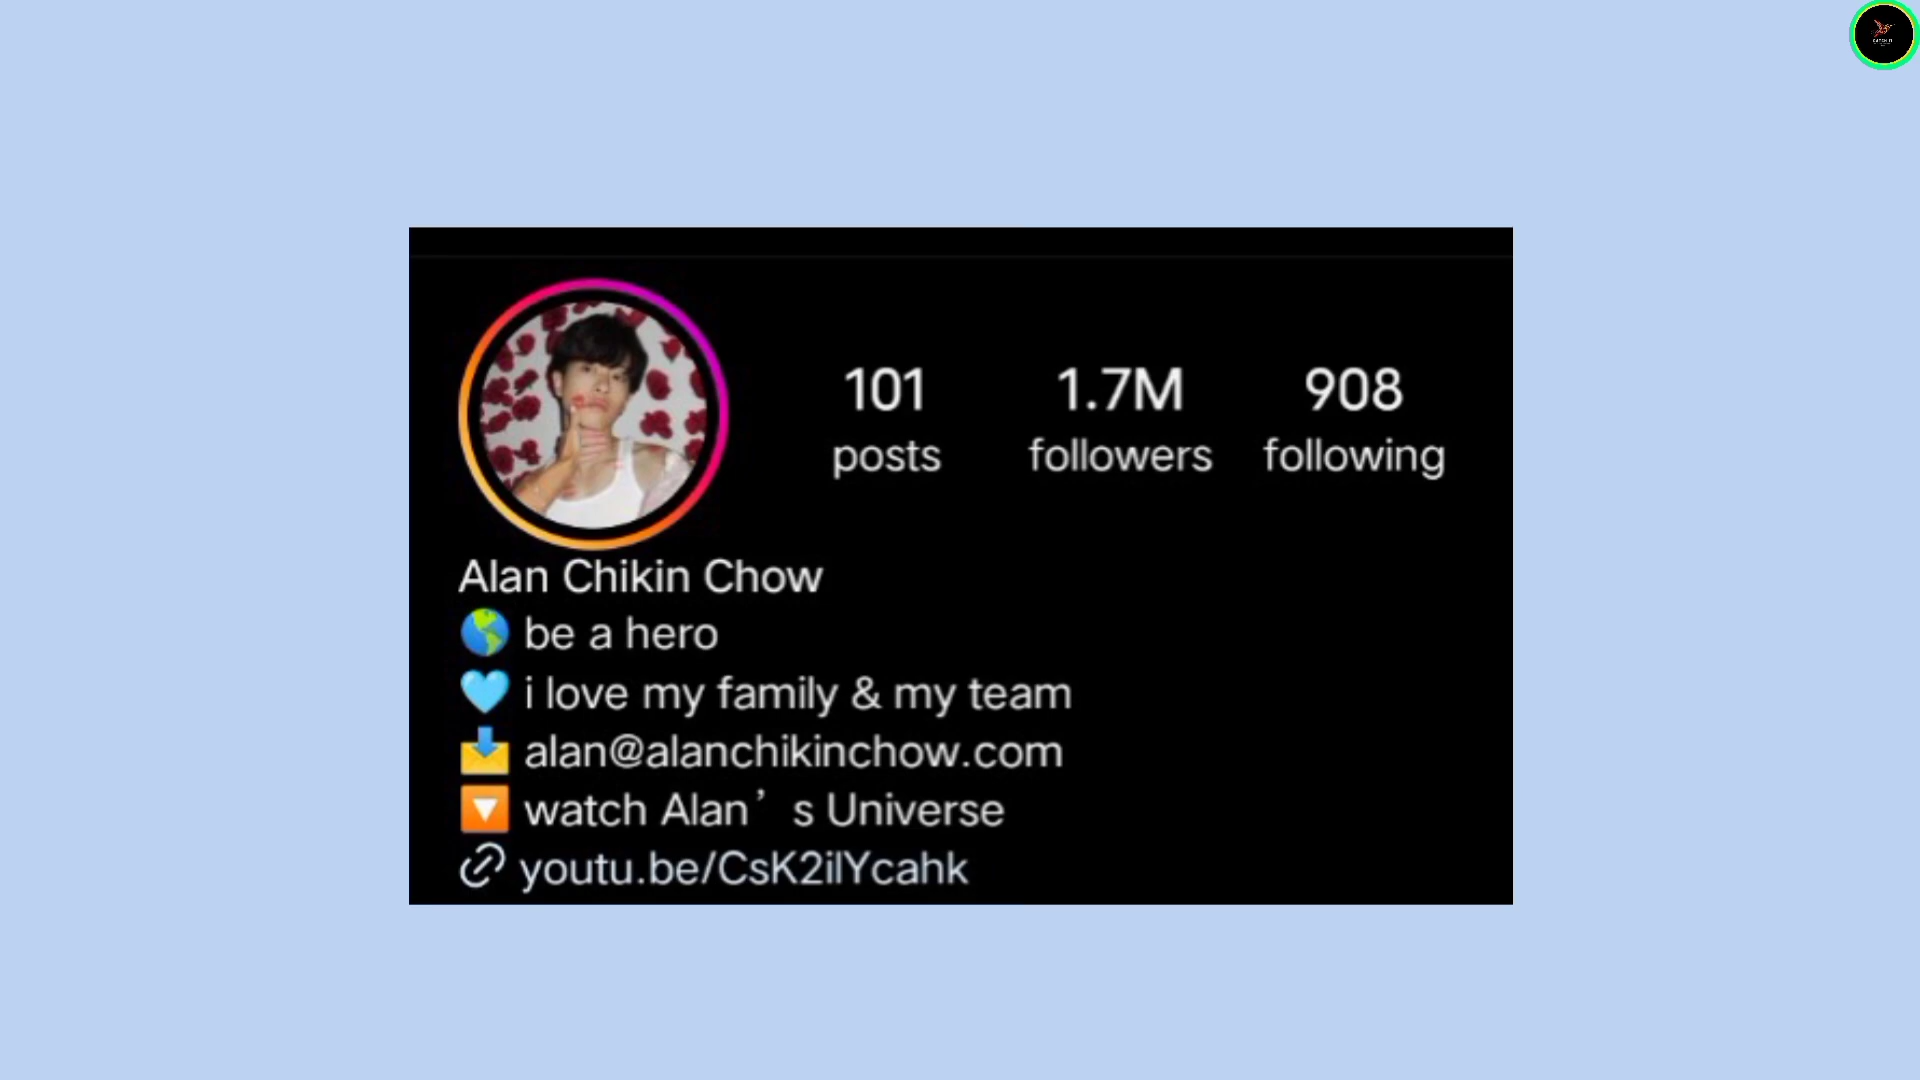 101 1.7M 908
posts followers following
Alan Chikin Chow
🌎 be a hero
🩵 i love my family & my team
📩 alan@alanchikinchow.com
🔽 watch Alan’s Universe
youtu.be/CsK2ilYcahk